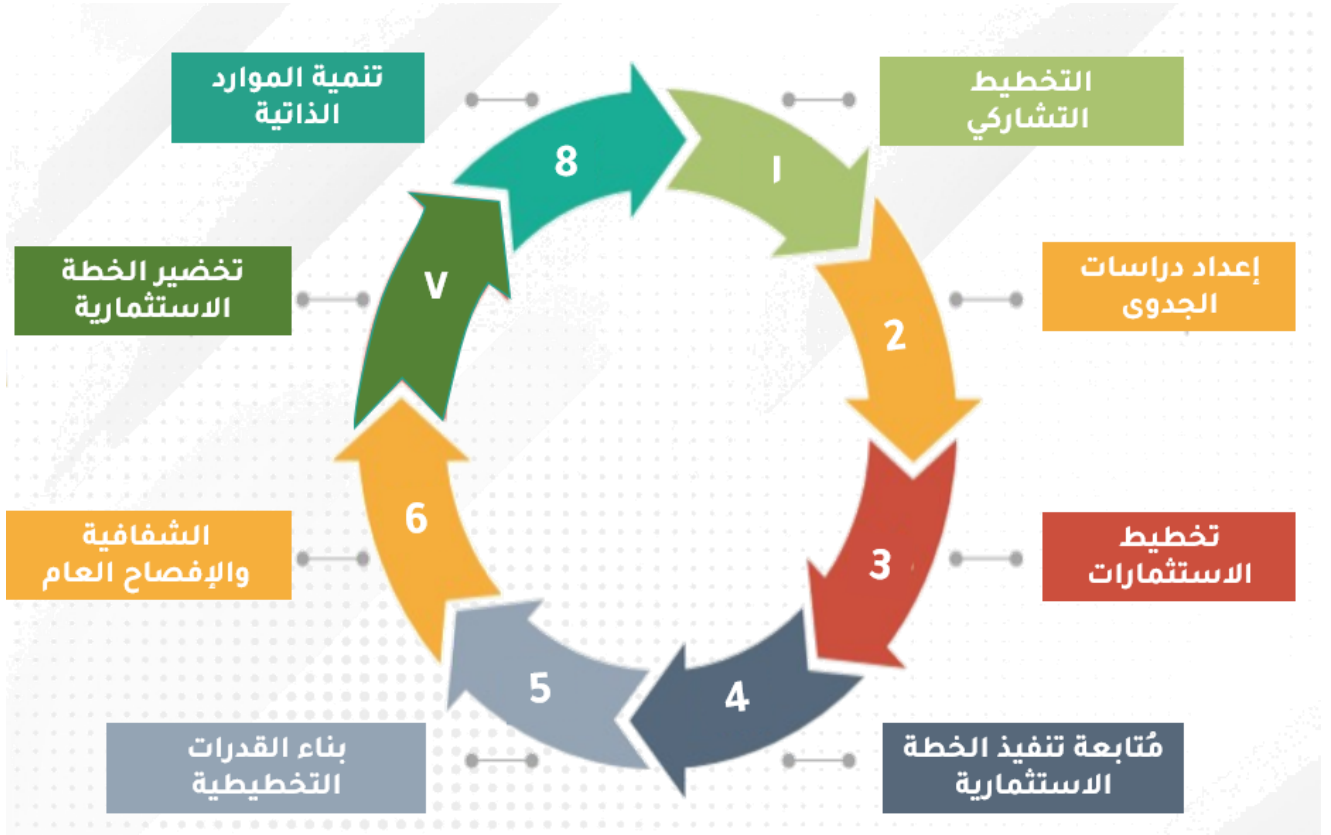 التخطيط
التشاركي
١
إعداد دراسات
الجدوى
2
تخطيط
الاستثمارات
3
مُتابعة تنفيذ الخطة
الاستثمارية
4
بناء القدرات
التخطيطية
5
الشفافية
والإفصاح العام
6
تخضير الخطة
الاستثمارية
٧
تنمية الموارد
الذاتية
8